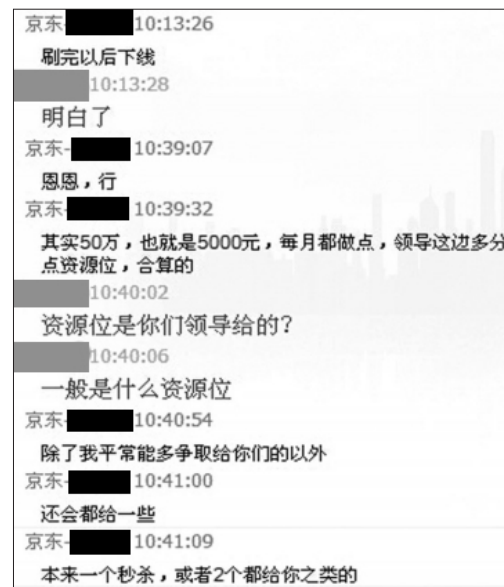 京东- 10:13:26
刷完以后下线
10:13:28
明白了
京东- 10:39:07
恩恩，行
京东- 10:39:32
其实50万，也就是5000元，每月都做点，领导这边多分
点资源位，合算的
10:40:02
资源位是你们领导给的？
10:40:06
一般是什么资源位
京东- 10:40:54
除了我平常能多争取给你们的以外
京东- 10:41:00
还会都给一些
京东- 10:41:09
本来一个秒杀，或者2个都给你之类的